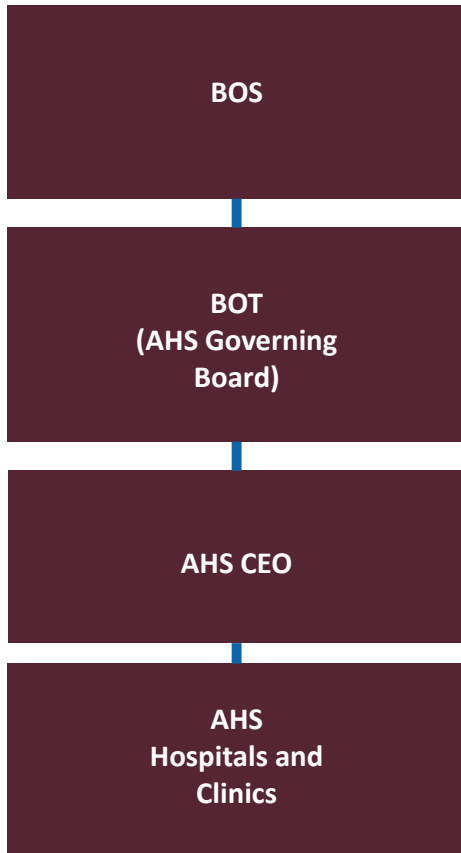 BOS
BOT
(AHS Governing
Board)
AHS CEO
AHS
Hospitals and
Clinics